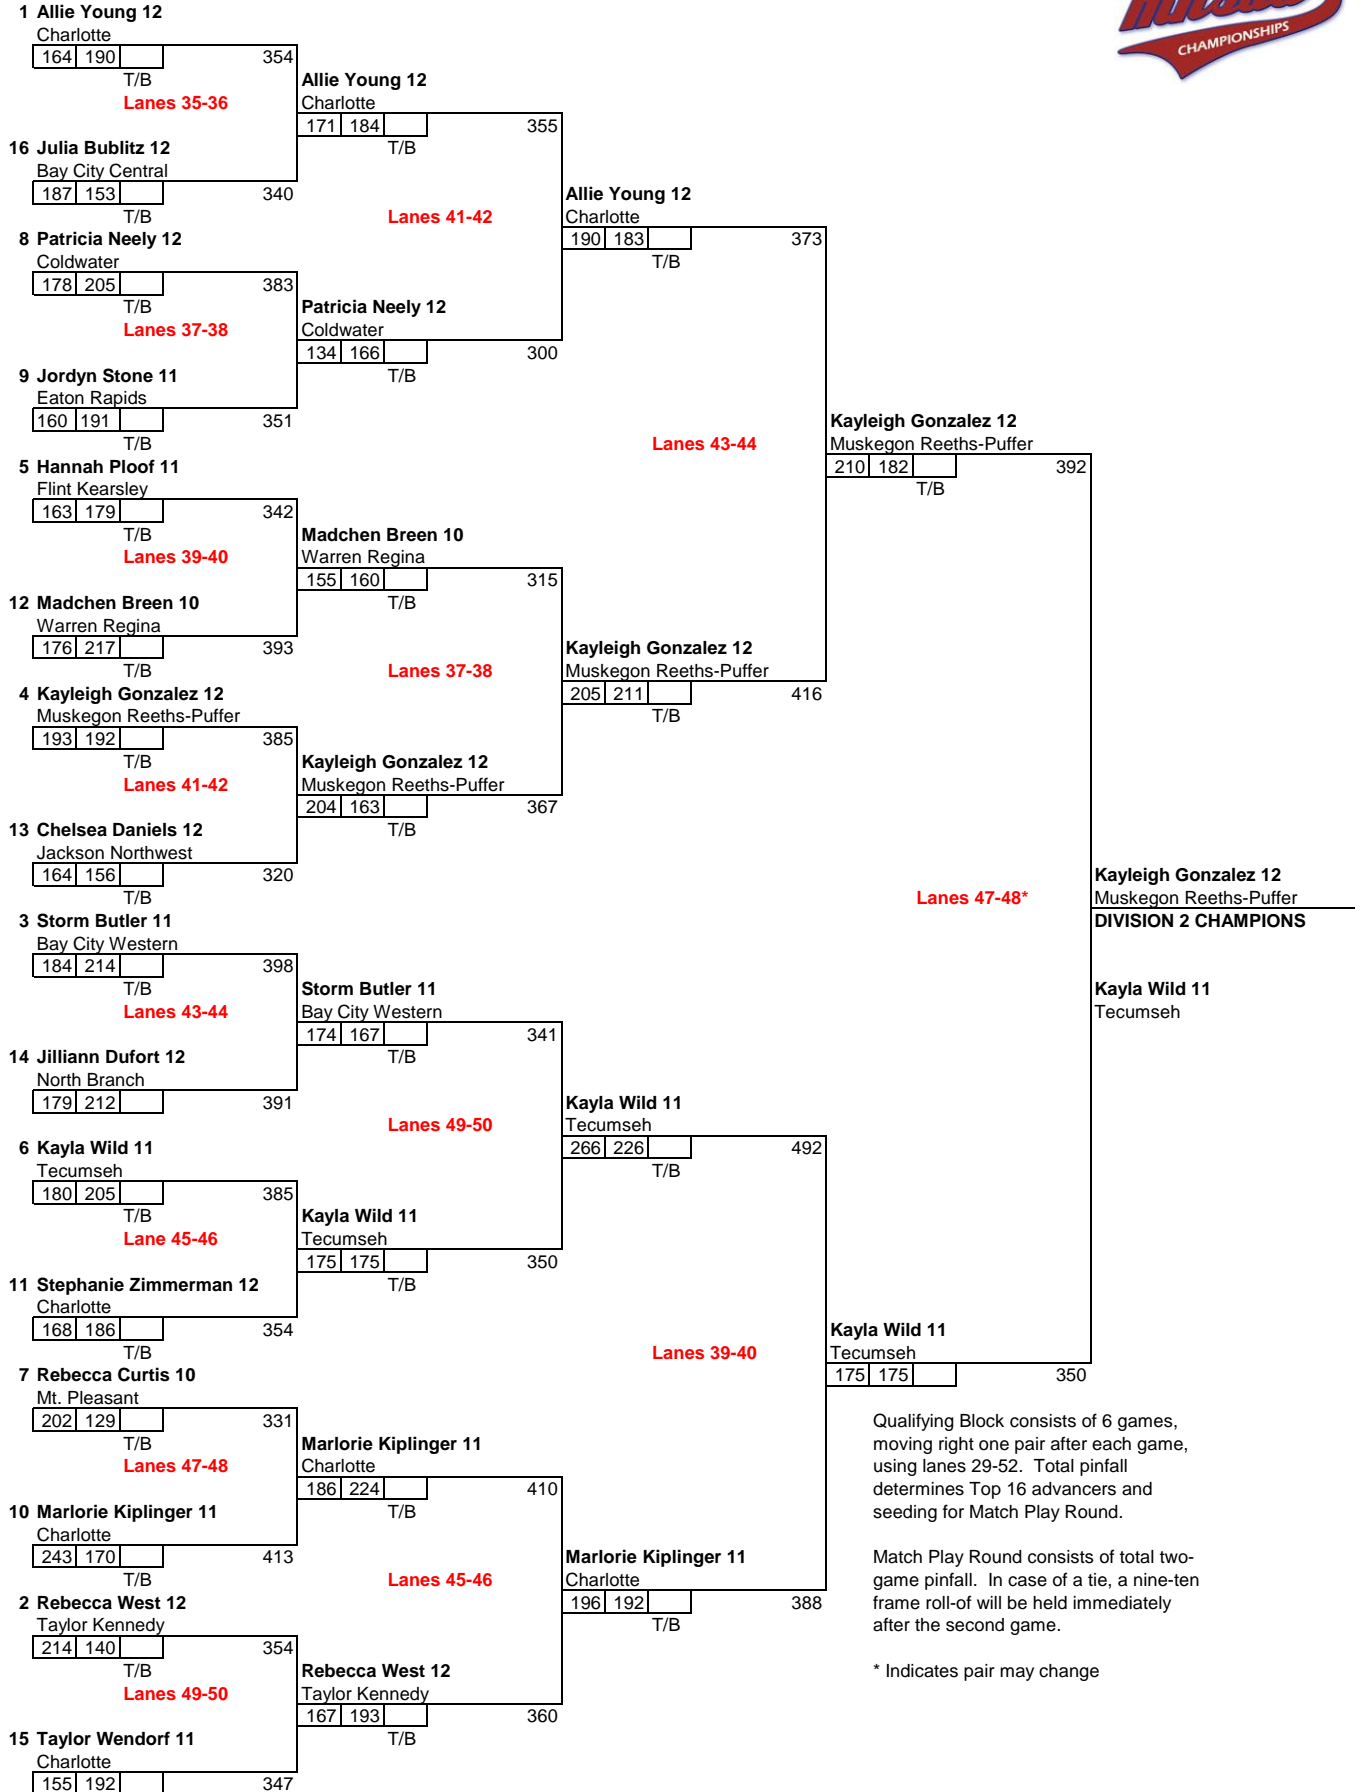 CHAMPIONSHIPS
1 Allie Young 12
Charlotte
164 190 354
T/B
Lanes 35-36
16 Julia Bublitz 12
Bay City Central
187 153 340
T/B
8 Patricia Neely 12
Coldwater
178 205 383
T/B
Lanes 37-38
9 Jordyn Stone 11
Eaton Rapids
160 191 351
T/B
5 Hannah Ploof 11
Flint Kearsley
163 179 342
T/B
Lanes 39-40
12 Madchen Breen 10
Warren Regina
176 217 393
T/B
4 Kayleigh Gonzalez 12
Muskegon Reeths-Puffer
193 192 385
T/B
Lanes 41-42
13 Chelsea Daniels 12
Jackson Northwest
164 156 320
T/B
3 Storm Butler 11
Bay City Western
184 214 398
T/B
Lanes 43-44
14 Jilliann Dufort 12
North Branch
179 212 391
6 Kayla Wild 11
Tecumseh
180 205 385
T/B
Lane 45-46
11 Stephanie Zimmerman 12
Charlotte
168 186 354
T/B
7 Rebecca Curtis 10
Mt. Pleasant
202 129 331
T/B
Lanes 47-48
10 Marlorie Kiplinger 11
Charlotte
243 170 413
T/B
2 Rebecca West 12
Taylor Kennedy
214 140 354
T/B
Lanes 49-50
15 Taylor Wendorf 11
Charlotte
155 192 347
Allie Young 12
Charlotte
171 184 355
T/B
Lanes 41-42
Patricia Neely 12
Coldwater
134 166 300
T/B
Madchen Breen 10
Warren Regina
155 160 315
T/B
Lanes 37-38
Kayleigh Gonzalez 12
Muskegon Reeths-Puffer
204 163 367
T/B
Storm Butler 11
Bay City Western
174 167 341
T/B
Lanes 49-50
Kayla Wild 11
Tecumseh
175 175 350
T/B
Marlorie Kiplinger 11
Charlotte
186 224 410
T/B
Lanes 45-46
Rebecca West 12
Taylor Kennedy
167 193 360
T/B
Allie Young 12
Charlotte
190 183 373
T/B
Lanes 43-44
Kayleigh Gonzalez 12
Muskegon Reeths-Puffer
205 211 416
T/B
Kayla Wild 11
Tecumseh
266 226 492
T/B
Lanes 39-40
Marlorie Kiplinger 11
Charlotte
196 192 388
T/B
Kayleigh Gonzalez 12
Muskegon Reeths-Puffer
210 182 392
T/B
Lanes 47-48*
Kayla Wild 11
Tecumseh
175 175 350
Kayleigh Gonzalez 12
Muskegon Reeths-Puffer
DIVISION 2 CHAMPIONS
Kayla Wild 11
Tecumseh
Qualifying Block consists of 6 games,
moving right one pair after each game,
using lanes 29-52. Total pinfall
determines Top 16 advancers and
seeding for Match Play Round.
Match Play Round consists of total two-
game pinfall. In case of a tie, a nine-ten
frame roll-of will be held immediately
after the second game.
* Indicates pair may change